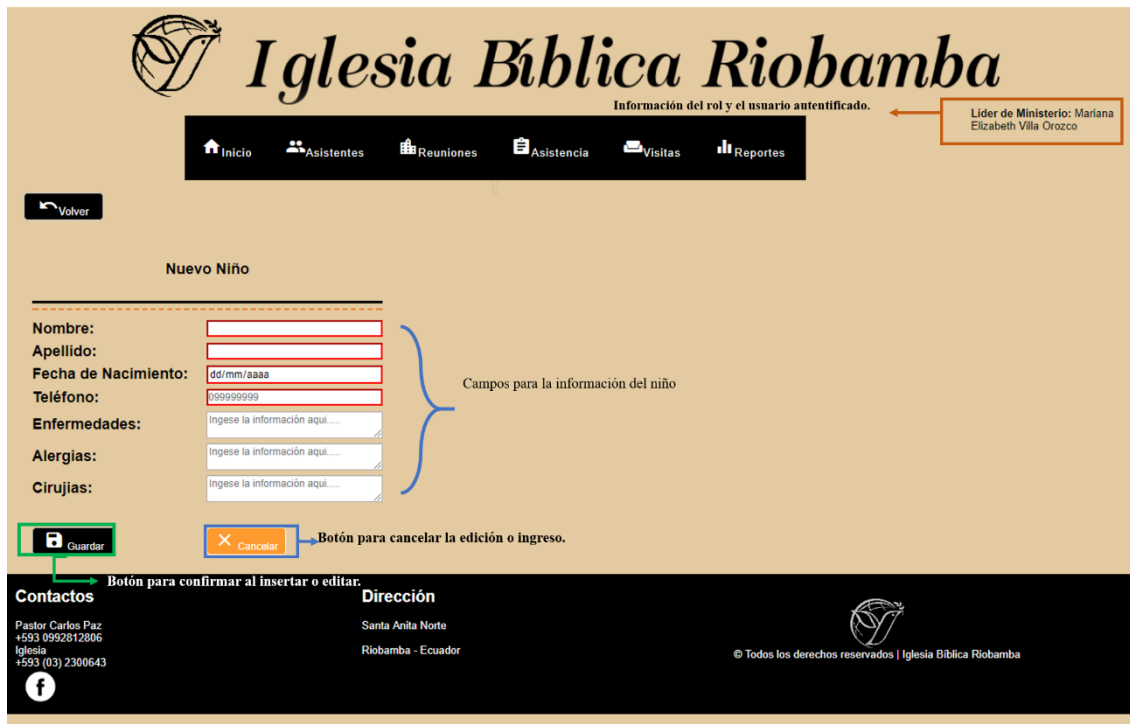 Iglesia Bíblica Riobamba
Información del rol y el usuario autentificado.
Lider de Ministerio: Mariana
Elizabeth Villa Orozco
Inicio
Asistentes
Reuniones
Asistencia
Visitas
Reportes
Volver
Nuevo Niño
Nombre:
Apellido:
Fecha de Nacimiento:
dd/mm/aaaa
Teléfono:
099999999
Enfermedades:
Ingese la información aqui.....
Alergias:
Ingese la información aqui.....
Cirujias:
Ingese la información aqui.....
Campos para la información del niño
Guardar
Cancelar
Botón para cancelar la edición o ingreso.
Botón para confirmar al insertar o editar.
Contactos
Pastor Carlos Paz
+593 0992812806
Iglesia
+593 (03) 2300643
Dirección
Santa Anita Norte
Riobamba - Ecuador
© Todos los derechos reservados | Iglesia Bíblica Riobamba